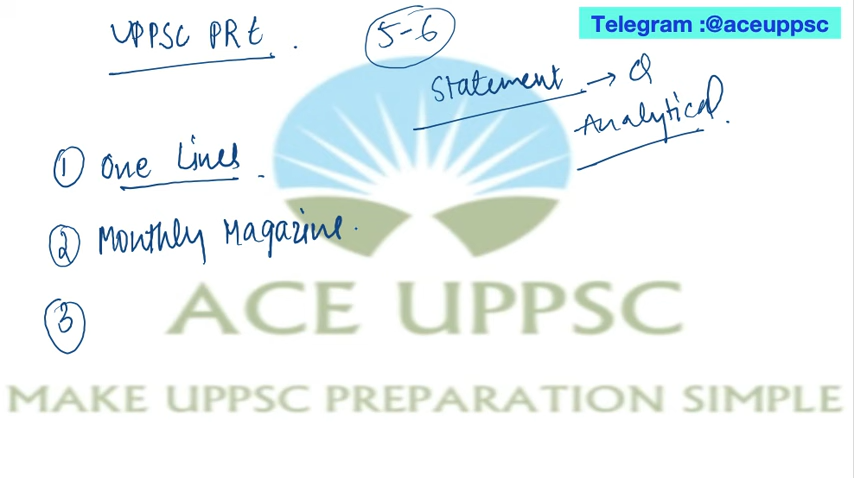 Telegram :@aceuppsc
UPPSC PRE. 5-6
Statement → Q
Analytical.
① One Lines.
② Monthly Magazine.
③
ACE UPPSC
MAKE UPPSC PREPARATION SIMPLE